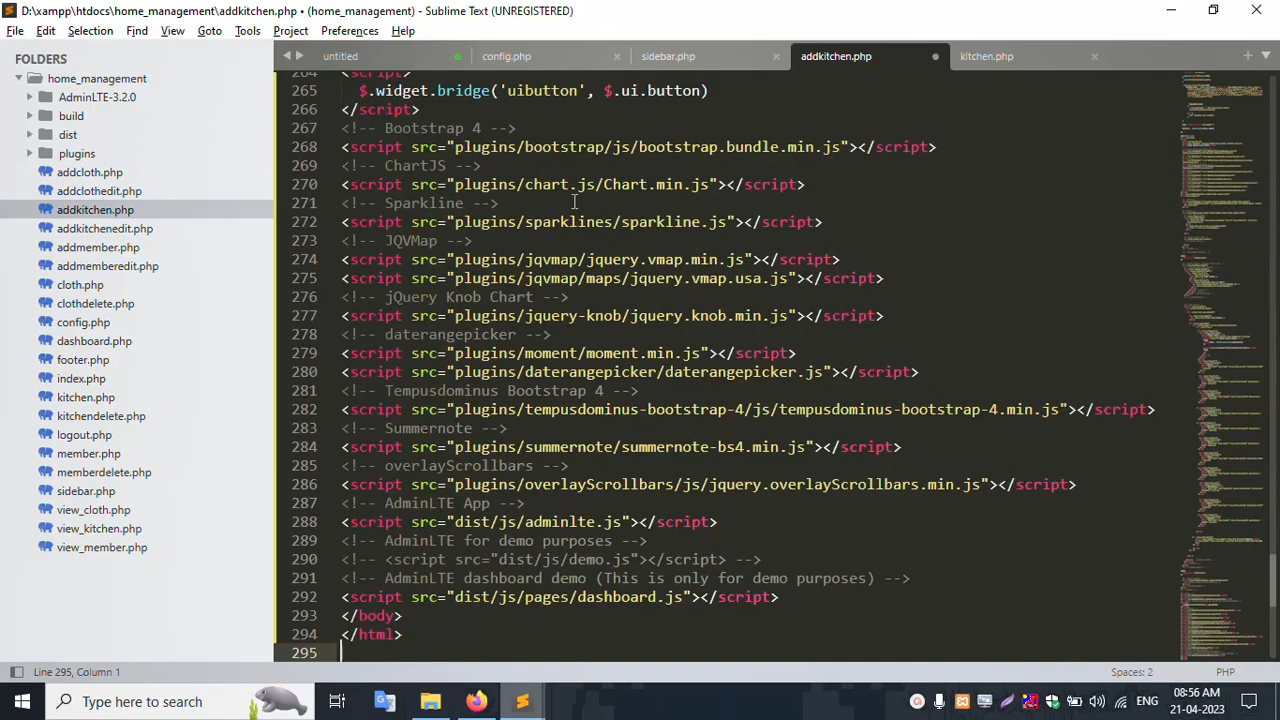 D:\xampp\htdocs\home_management\addkitchen.php • (home_management) - Sublime Text (UNREGISTERED)
File Edit Selection Find View Goto Tools Project Preferences Help
FOLDERS
home_management
AdminLTE-3.2.0
build
dist
plugins
addcloth.php
addclothedit.php
addkitchen.php
addkitchenedit.php
addmember.php
addmemberedit.php
cloth.php
clothdelete.php
config.php
dashboard.php
footer.php
index.php
kitchen.php
kitchendelete.php
logout.php
member.php
memberdelete.php
sidebar.php
view_cloth.php
view_kitchen.php
view_member.php
untitled config.php sidebar.php addkitchen.php kitchen.php
264 <script>
265 $.widget.bridge('uibutton', $.ui.button)
266 </script>
267 <!-- Bootstrap 4 -->
268 <script src="plugins/bootstrap/js/bootstrap.bundle.min.js"></script>
269 <!-- ChartJS -->
270 <script src="plugins/chart.js/Chart.min.js"></script>
271 <!-- Sparkline -->
272 <script src="plugins/sparklines/sparkline.js"></script>
273 <!-- JQVMap -->
274 <script src="plugins/jqvmap/jquery.vmap.min.js"></script>
275 <script src="plugins/jqvmap/maps/jquery.vmap.usa.js"></script>
276 <!-- jQuery Knob Chart -->
277 <script src="plugins/jquery-knob/jquery.knob.min.js"></script>
278 <!-- daterangepicker -->
279 <script src="plugins/moment/moment.min.js"></script>
280 <script src="plugins/daterangepicker/daterangepicker.js"></script>
281 <!-- Tempusdominus Bootstrap 4 -->
282 <script src="plugins/tempusdominus-bootstrap-4/js/tempusdominus-bootstrap-4.min.js"></script>
283 <!-- Summernote -->
284 <script src="plugins/summernote/summernote-bs4.min.js"></script>
285 <!-- overlayScrollbars -->
286 <script src="plugins/overlayScrollbars/js/jquery.overlayScrollbars.min.js"></script>
287 <!-- AdminLTE App -->
288 <script src="dist/js/adminlte.js"></script>
289 <!-- AdminLTE for demo purposes -->
290 <!-- <script src="dist/js/demo.js"></script> -->
291 <!-- AdminLTE dashboard demo (This is only for demo purposes) -->
292 <script src="dist/js/pages/dashboard.js"></script>
293 </body>
294 </html>
295
Line 295, Column 1 Spaces: 2 PHP
Type here to search ENG 08:56 AM
21-04-2023